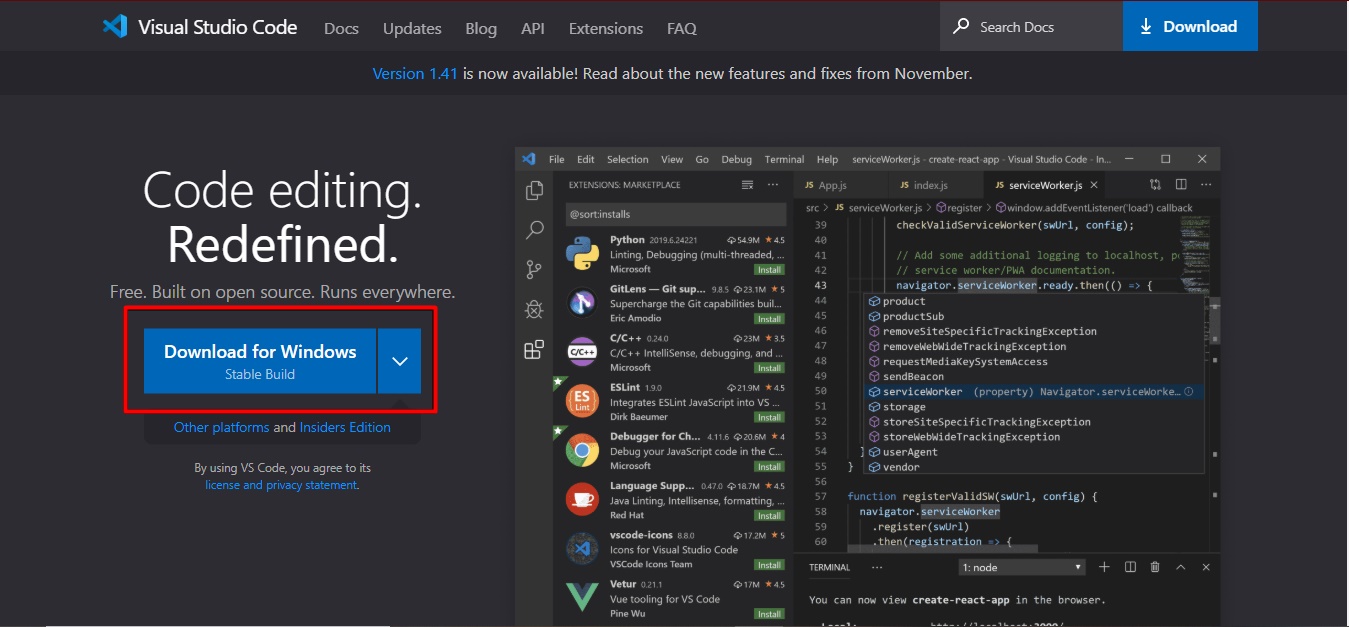 Visual Studio Code Docs Updates Blog API Extensions FAQ Search Docs Download
Version 1.41 is now available! Read about the new features and fixes from November.
Code editing.
Redefined.
Free. Built on open source. Runs everywhere.
Download for Windows
Stable Build
Other platforms and Insiders Edition
By using VS Code, you agree to its
license and privacy statement.
File Edit Selection View Go Debug Terminal Help serviceWorker.js - create-react-app - Visual Studio Code - In...
EXTENSIONS: MARKETPLACE ...
@sort:installs
Python 2019.6.24221 54.9M ★ 4.5
Linting, Debugging (multi-threaded, ...
Microsoft Install
GitLens — Git sup... 9.8.5 23.1M ★ 5
Supercharge the Git capabilities buil...
Eric Amodio Install
C/C++
C/C++ 0.24.0 23M ★ 3.5
C/C++ IntelliSense, debugging, and ...
Microsoft Install
ES
Lint
ESLint 1.9.0 21.9M ★ 4.5
Integrates ESLint JavaScript into VS ...
Dirk Baeumer Install
Debugger for Ch... 4.11.6 20.6M ★ 4
Debug your JavaScript code in the C...
Microsoft Install
Language Supp... 0.47.0 18.7M ★ 4.5
Java Linting, Intellisense, formatting, ...
Red Hat Install
vscode-icons 8.8.0 17.2M ★ 5
Icons for Visual Studio Code
VSCode Icons Team Install
Vetur 0.21.1 17M ★ 4.5
Vue tooling for VS Code
Pine Wu Install
JS App.js JS index.js JS serviceWorker.js ...
src > JS serviceWorker.js > register > window.addEventListener('load') callback
39 checkValidServiceWorker(swUrl, config);
40
41 // Add some additional logging to localhost, p
42 // service worker/PWA documentation.
43 navigator.serviceWorker.ready.then(() => {
44 product
45 productSub
46 removeSiteSpecificTrackingException
47 removeWebWideTrackingException
48 requestMediaKeySystemAccess
49 sendBeacon
50 serviceWorker (property) Navigator.serviceWorke...
51 storage
52 storeSiteSpecificTrackingException
53 storeWebWideTrackingException
54 } userAgent
55 } vendor
56
57 function registerValidSW(swUrl, config) {
58 navigator.serviceWorker
59 .register(swUrl)
60 .then(registration => {
TERMINAL ... 1: node
You can now view create-react-app in the browser.